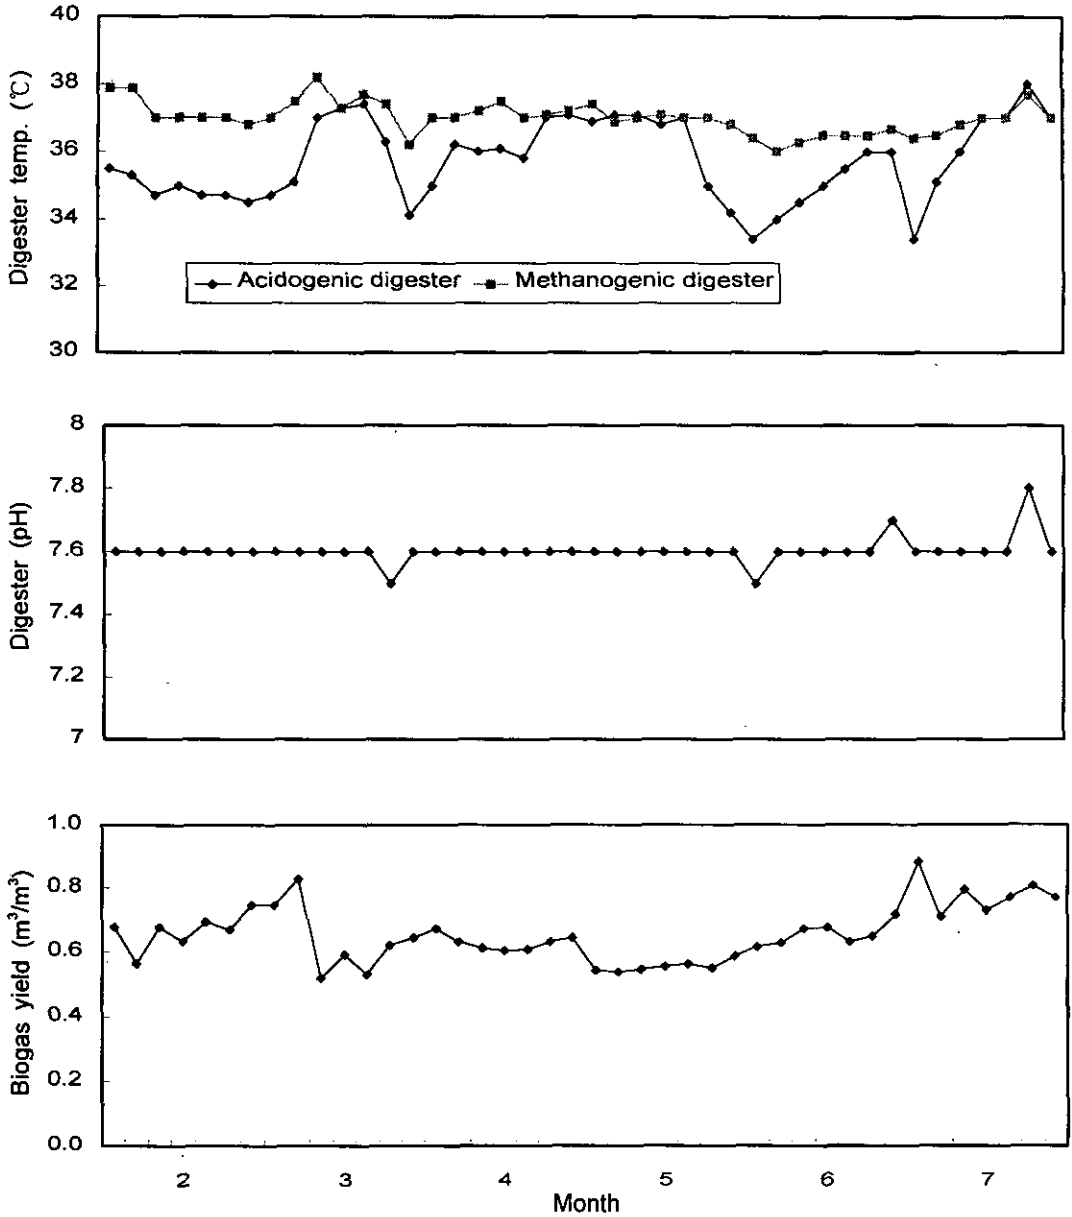 Digester temp. (℃)
40
38
36
34
32
30
Acidogenic digester
Methanogenic digester
Digester (pH)
8
7.8
7.6
7.4
7.2
7
Biogas yield (m³/m³)
1.0
0.8
0.6
0.4
0.2
0.0
2 3 4 5 6 7
Month